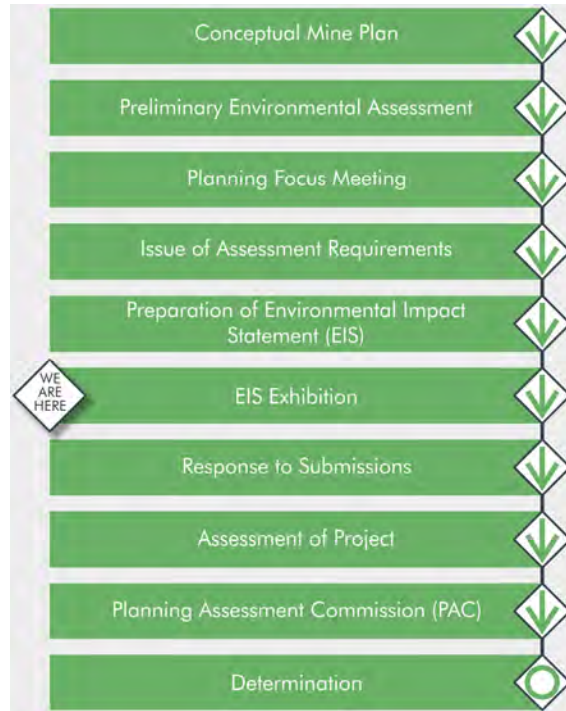 Conceptual Mine Plan
Preliminary Environmental Assessment
Planning Focus Meeting
Issue of Assessment Requirements
Preparation of Environmental Impact
Statement (EIS)
WE
ARE
HERE
EIS Exhibition
Response to Submissions
Assessment of Project
Planning Assessment Commission (PAC)
Determination